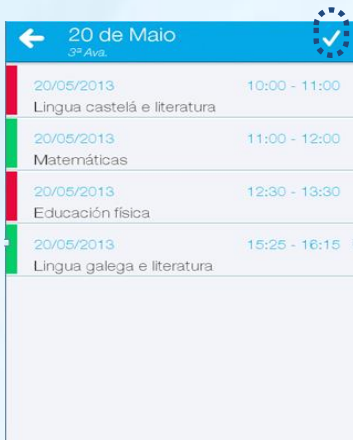 20 de Maio
3ª Ava.
20/05/2013 10:00 - 11:00
Lingua castelá e literatura
20/05/2013 11:00 - 12:00
Matemáticas
20/05/2013 12:30 - 13:30
Educación física
20/05/2013 15:25 - 16:15
Lingua galega e literatura